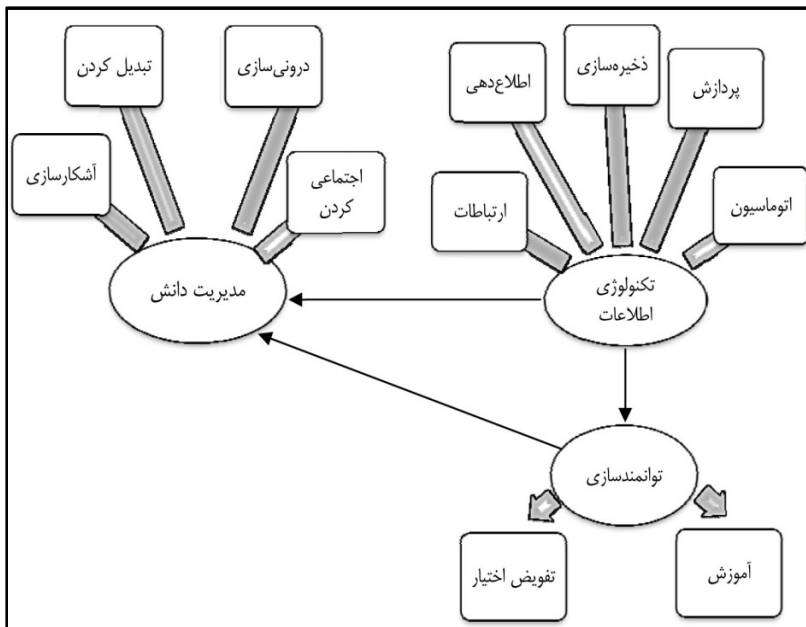 ذخیره‌سازی
درونی‌سازی
تبدیل کردن
اطلاع‌دهی
پردازش
آشکارسازی
اجتماعی
کردن
ارتباطات
اتوماسیون
مدیریت دانش
تکنولوژی
اطلاعات
توانمندسازی
آموزش
تفویض اختیار